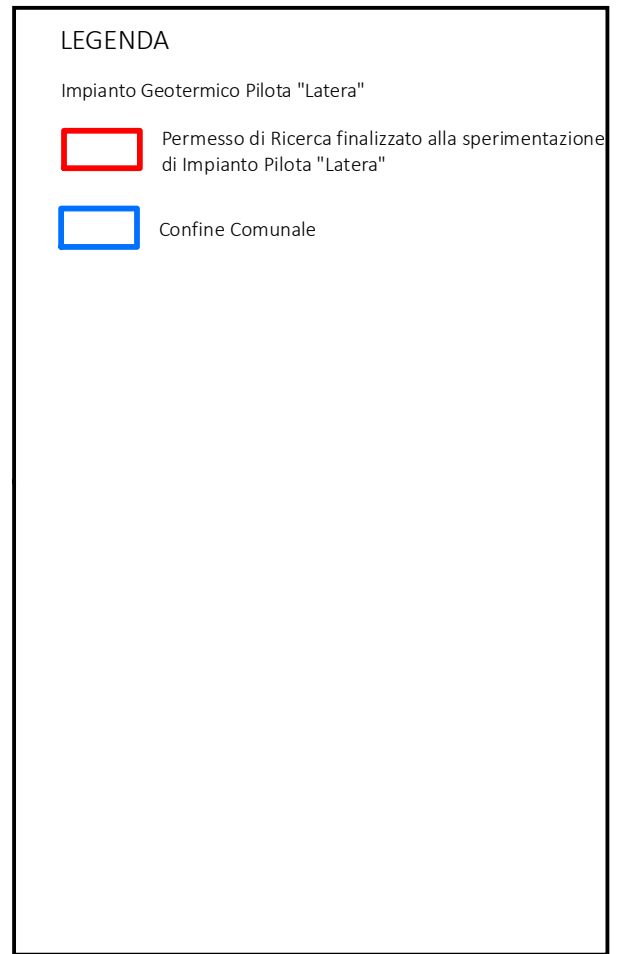 LEGENDA
Impianto Geotermico Pilota "Latera"
Permesso di Ricerca finalizzato alla sperimentazione
di Impianto Pilota "Latera"
Confine Comunale